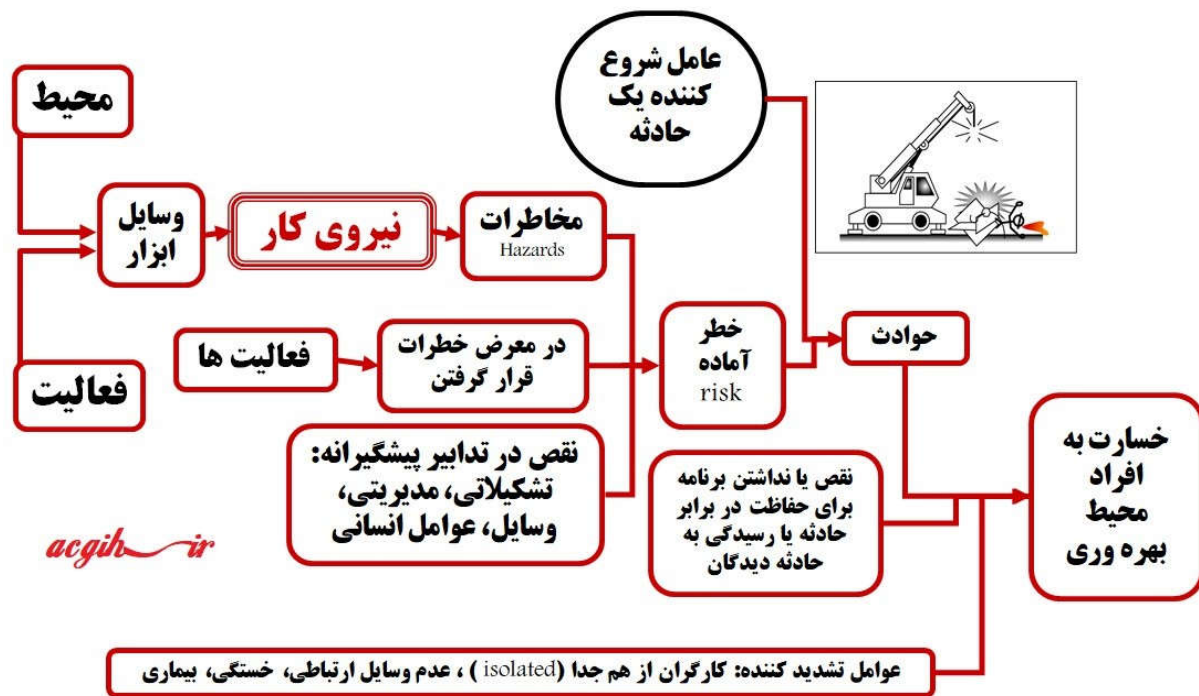 عامل شروع
کننده یک
حادثه
محیط
وسایل
ابزار
نیروی کار
مخاطرات
Hazards
فعالیت
فعالیت ها
در معرض خطرات
قرار گرفتن
نقص در تدابیر پیشگیرانه:
تشکیلاتی، مدیریتی،
وسایل، عوامل انسانی
خطر
آماده
risk
حوادث
نقص یا نداشتن برنامه
برای حفاظت در برابر
حادثه یا رسیدگی به
حادثه دیدگان
خسارت به
افراد
محیط
بهره وری
عوامل تشدید کننده: کارگران از هم جدا (isolated) ، عدم وسایل ارتباطی، خستگی، بیماری
acgih.ir